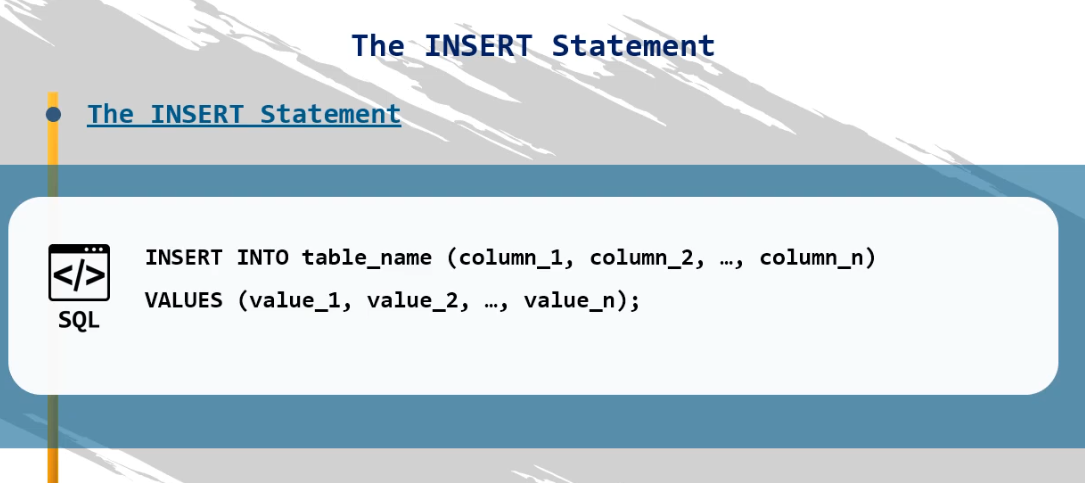 The INSERT Statement
The INSERT Statement
INSERT INTO table_name (column_1, column_2, …, column_n)
VALUES (value_1, value_2, …, value_n);
</>
SQL